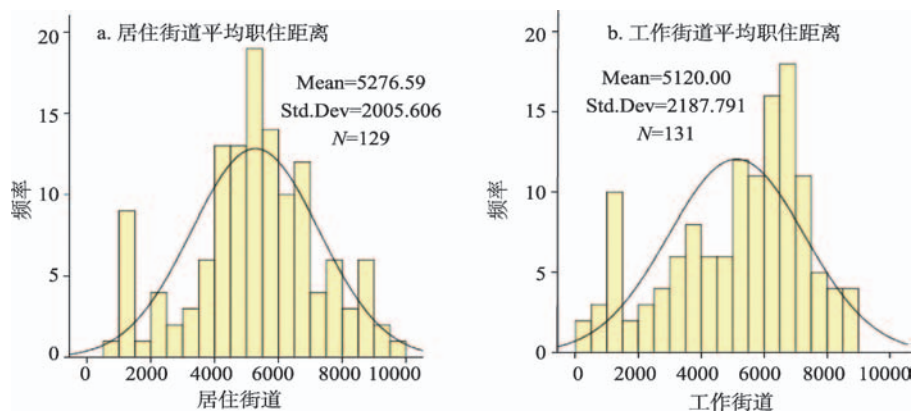 a. 居住街道平均职住距离
Mean=5276.59
Std.Dev=2005.606
N=129
频率
20
15
10
5
0
0 2000 4000 6000 8000 10000
居住街道
b. 工作街道平均职住距离
Mean=5120.00
Std.Dev=2187.791
N=131
频率
20
15
10
5
0
0 2000 4000 6000 8000 10000
工作街道